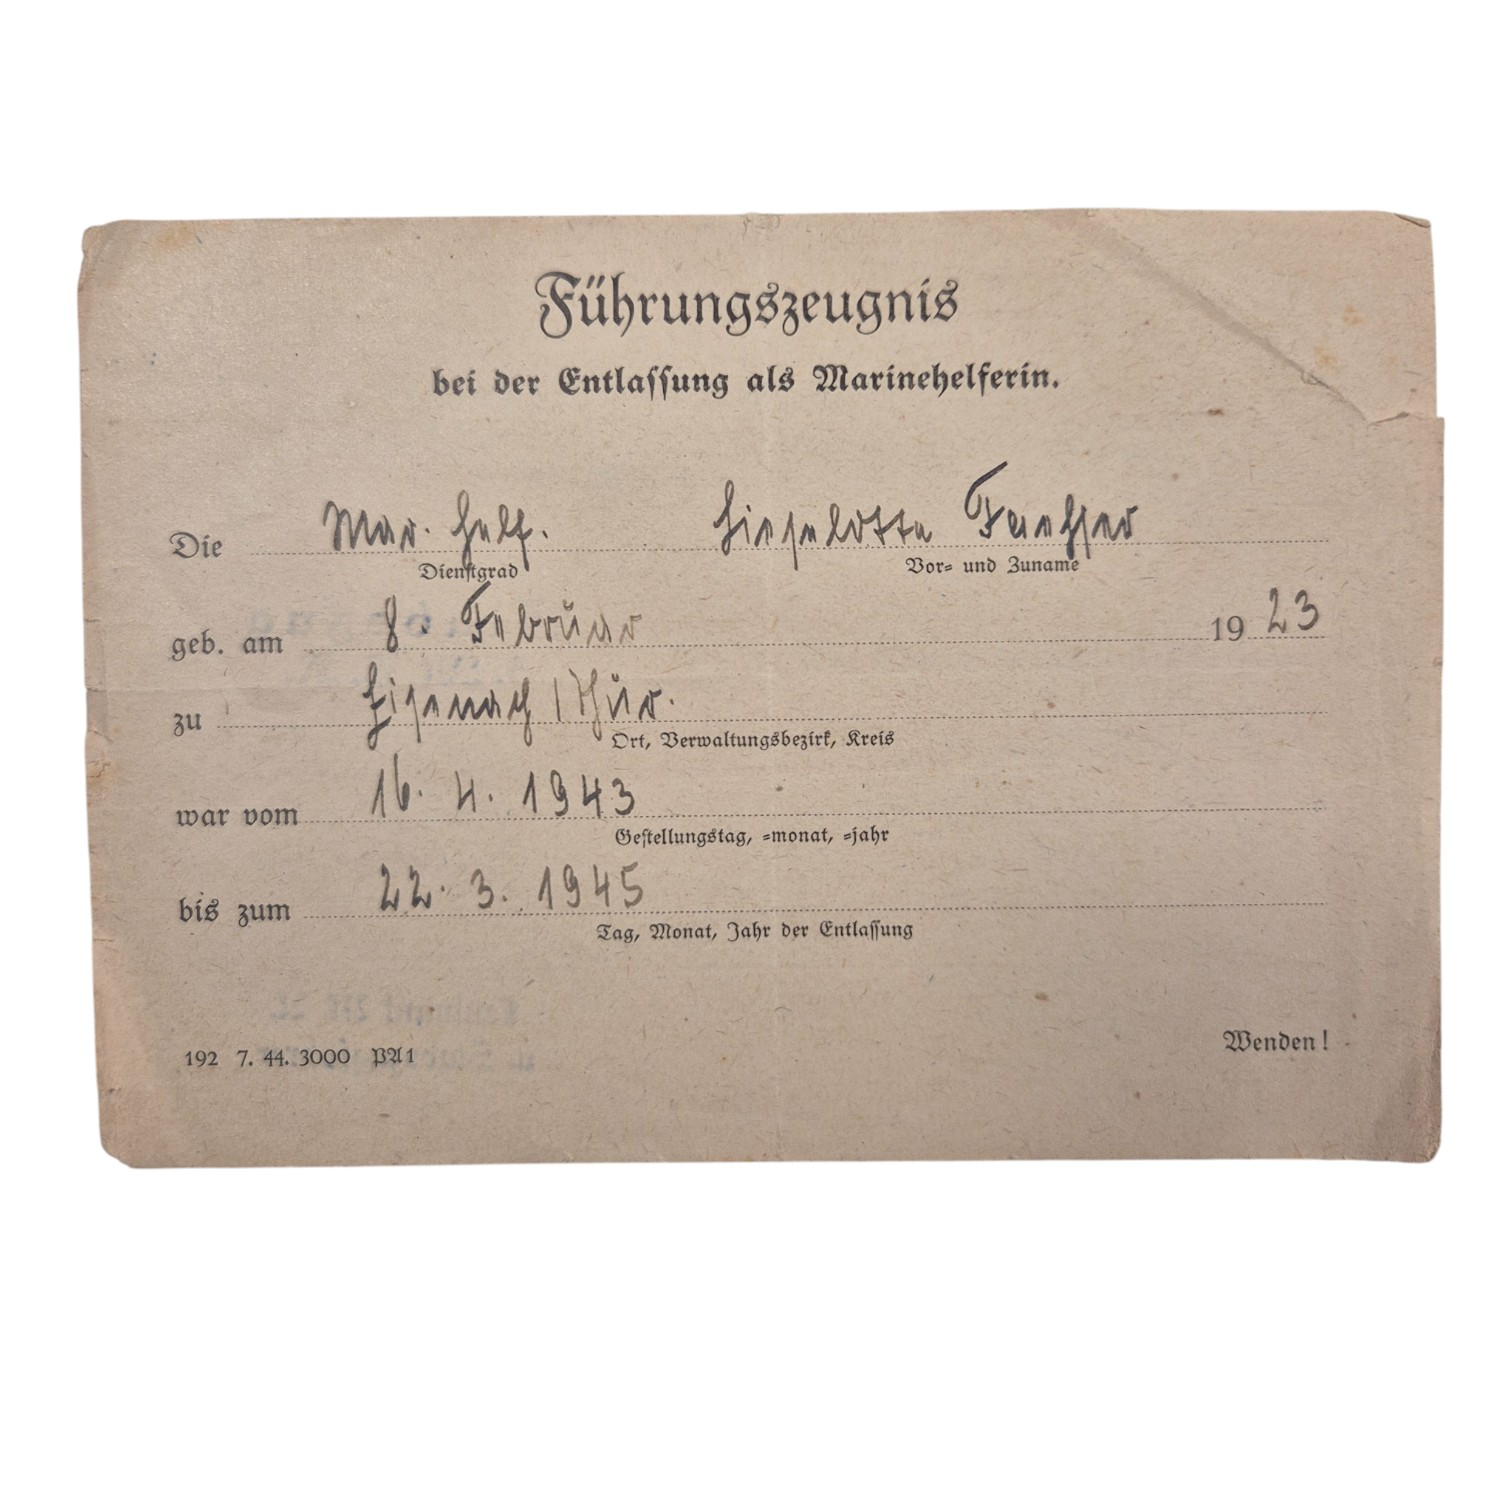 Führungszeugnis
bei der Entlassung als Marinehelferin.
Die Mar. Helf. Lieselotte
Dienstgrad Vor- und Zuname
geb. am 8. Februar 1923
zu Eisenach / Thür.
Ort, Verwaltungsbezirk, Kreis
war vom 16. 4. 1943
Gestellungstag, -monat, -jahr
bis zum 22. 3. 1945
Tag, Monat, Jahr der Entlassung
192 7. 44. 3000 PA1 Wenden!